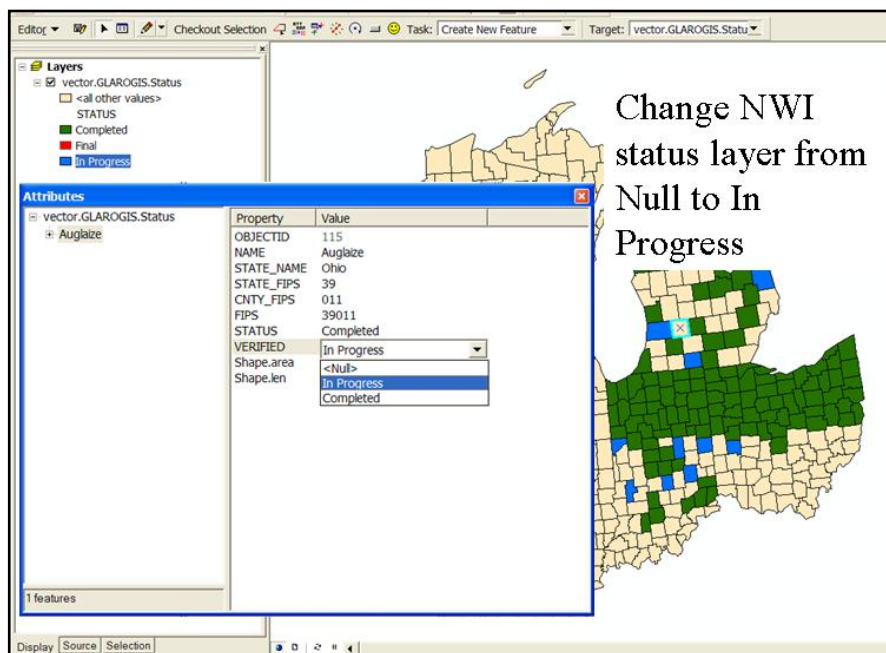 Editor Checkout Selection Task: Create New Feature Target: vector.GLAROGIS.Statu
Layers
vector.GLAROGIS.Status
<all other values>
STATUS
Completed
Final
In Progress
Change NWI
status layer from
Null to In
Progress
Attributes
vector.GLAROGIS.Status
Auglaize
Property Value
OBJECTID 115
NAME Auglaize
STATE_NAME Ohio
STATE_FIPS 39
CNTY_FIPS 011
FIPS 39011
STATUS Completed
VERIFIED In Progress
Shape.area <Null>
Shape.len In Progress
Completed
1 features
Display Source Selection